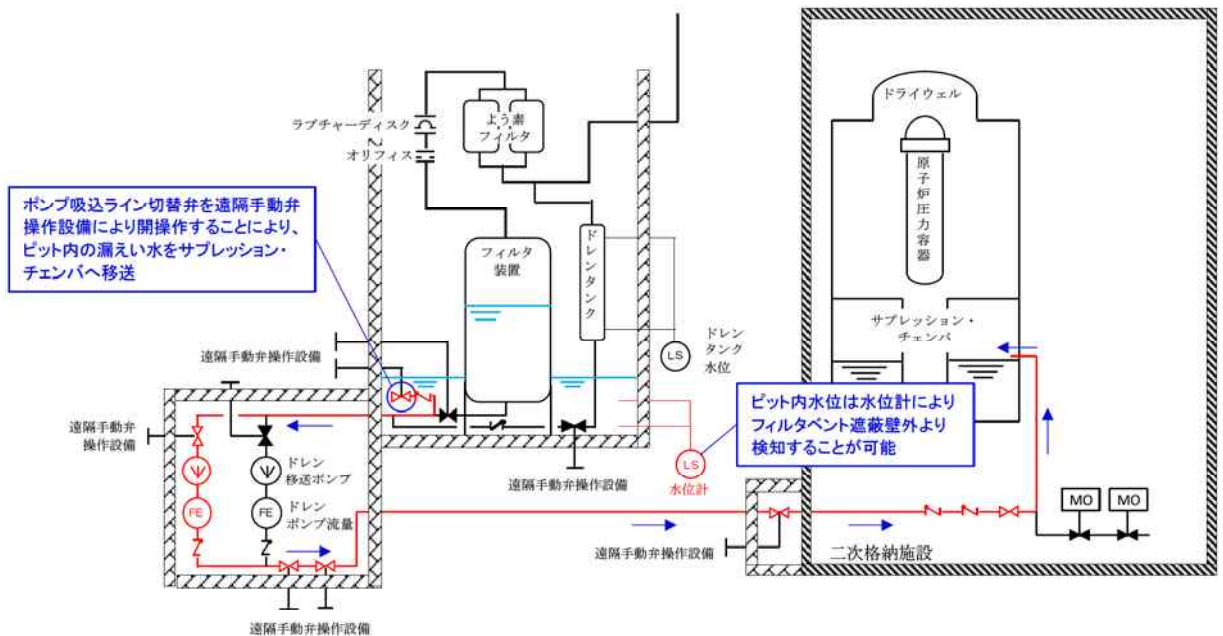 ラプチャーディスク
オリフィス
よう素
フィルタ
ドライウェル
原子炉圧力容器
ポンプ吸込ライン切替弁を遠隔手動弁
操作設備により開操作することにより、
ピット内の漏えい水をサプレッション・
チェンバへ移送
フィルタ
装置
ドレンタンク
サプレッション・
チェンバ
遠隔手動弁操作設備
LS
ドレン
タンク
水位
ピット内水位は水位計により
フィルタベント遮蔽壁外より
検知することが可能
遠隔手動弁
操作設備
ドレン
移送ポンプ
LS
水位計
遠隔手動弁操作設備
FE
FE
ドレン
ポンプ流量
MO
MO
遠隔手動弁操作設備
二次格納施設
遠隔手動弁操作設備